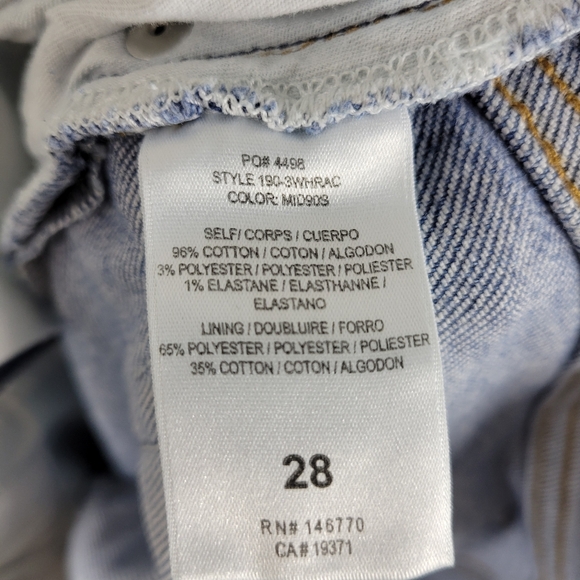 PO# 4498
STYLE 190-3WHRAC
COLOR: MID90S
SELF/ CORPS / CUERPO
96% COTTON / COTON / ALGODON
3% POLYESTER / POLYESTER / POLIESTER
1% ELASTANE / ELASTHANNE /
ELASTANO
LINING / DOUBLUIRE / FORRO
65% POLYESTER / POLYESTER / POLIESTER
35% COTTON / COTON / ALGODON
28
RN# 146770
CA# 19371